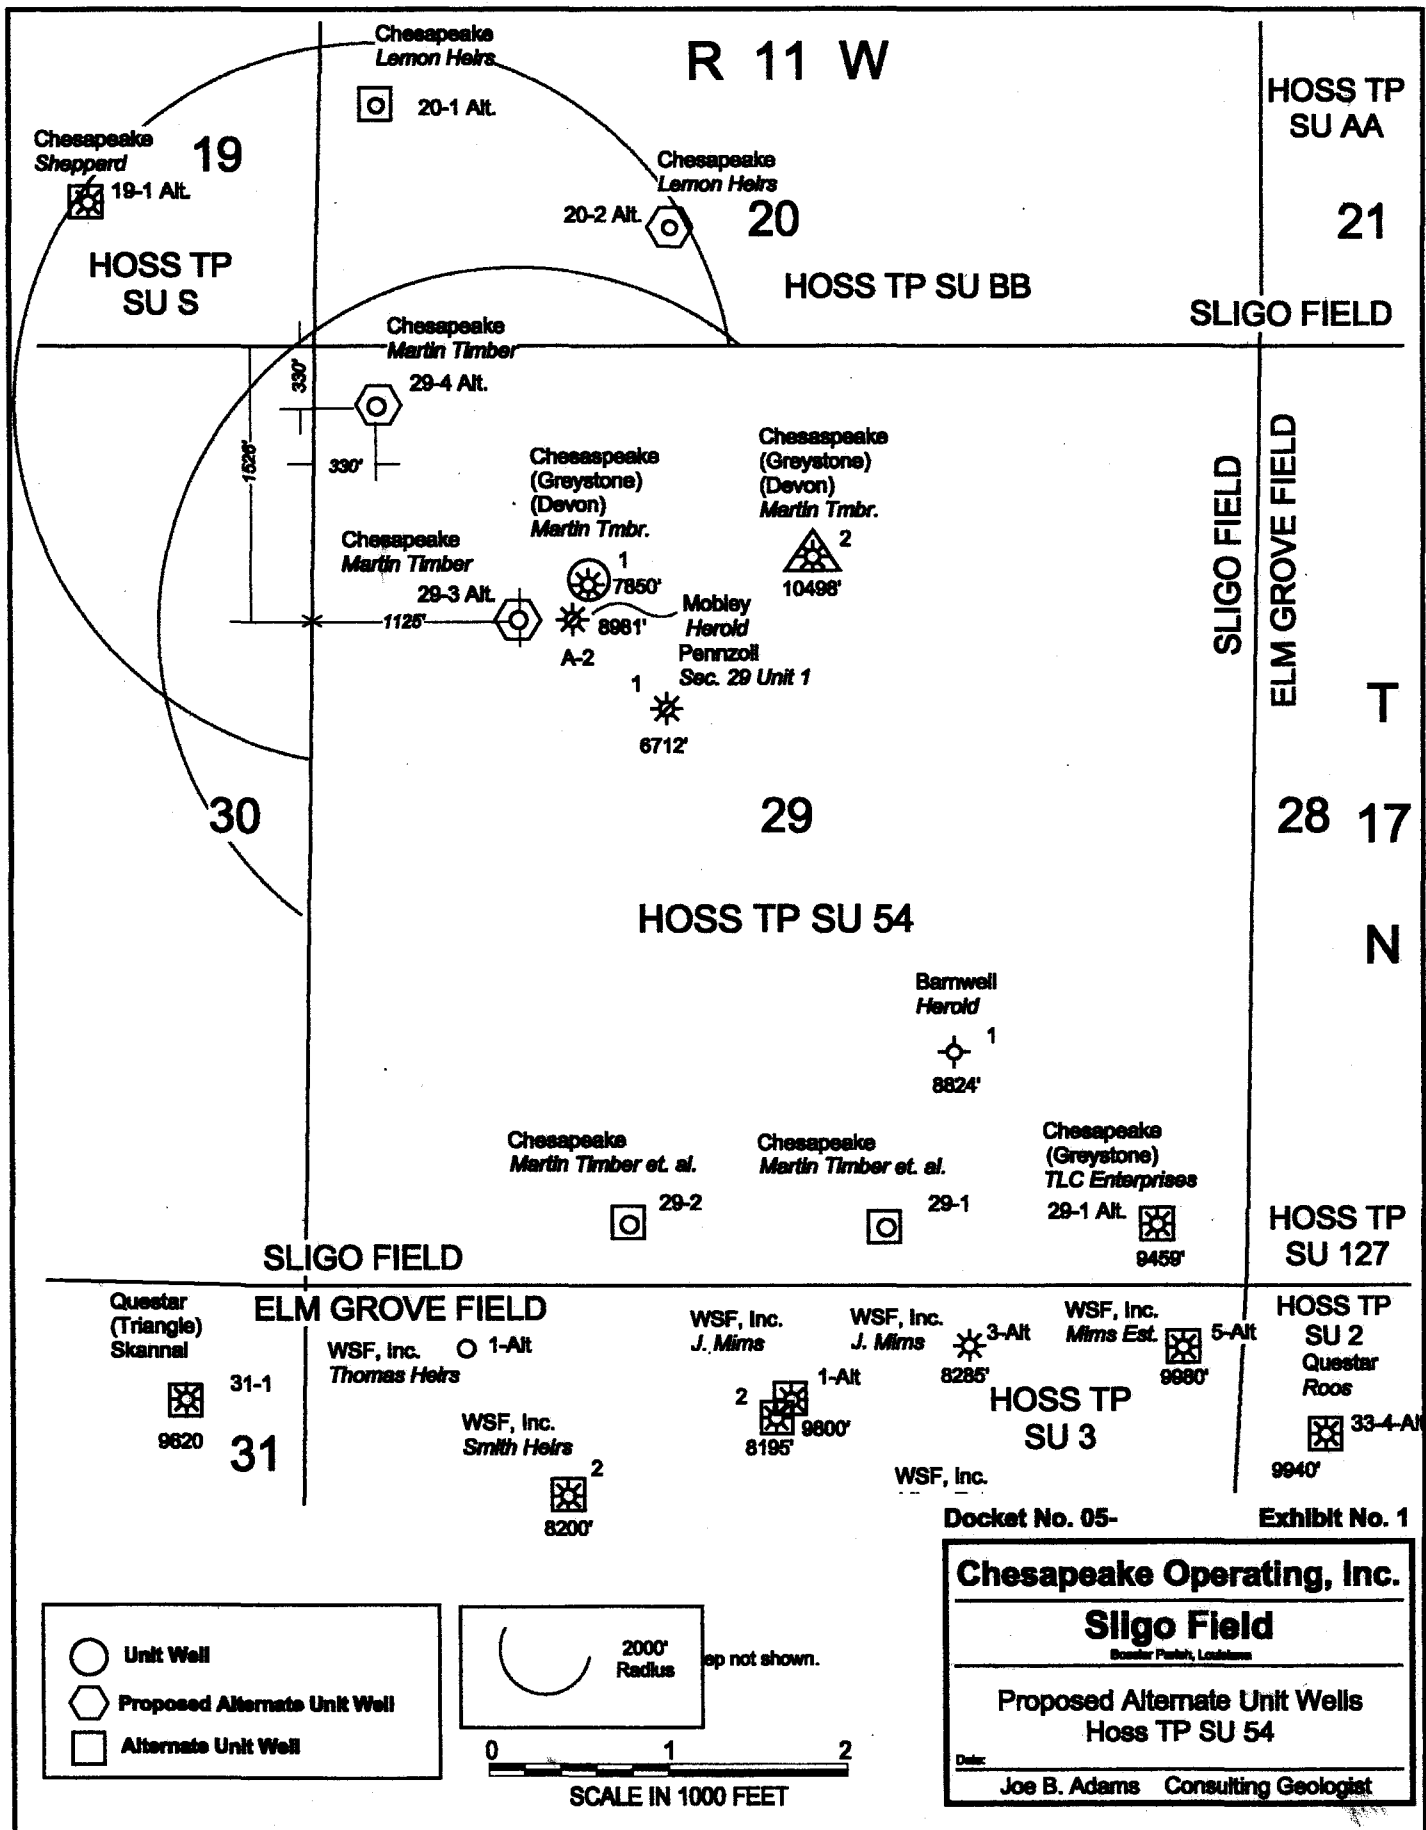 R 11 W
Chesapeake
Lemon Heirs
20-1 Alt.
HOSS TP
SU AA
Chesapeake
Sheppard
19
19-1 Alt.
Chesapeake
Lemon Heirs
20-2 Alt.
20
21
HOSS TP
SU S
HOSS TP SU BB
SLIGO FIELD
Chesapeake
Martin Timber
29-4 Alt.
330'
330'
1526'
Chesaspeake
(Greystone)
(Devon)
Martin Tmbr.
1
7850'
Chesaspeake
(Greystone)
(Devon)
Martin Tmbr.
2
10498'
SLIGO FIELD
ELM GROVE FIELD
Chesapeake
Martin Timber
29-3 Alt.
1125'
8981'
A-2
Mobley
Herold
Pennzoil
Sec. 29 Unit 1
1
6712'
T
17
N
30
29
28
HOSS TP SU 54
Barnwell
Herold
1
8824'
Chesapeake
Martin Timber et. al.
29-2
Chesapeake
Martin Timber et. al.
29-1
Chesapeake
(Greystone)
TLC Enterprises
29-1 Alt.
9459'
HOSS TP
SU 127
SLIGO FIELD
ELM GROVE FIELD
Questar
(Triangle)
Skannal
31-1
9620
31
WSF, Inc.
Thomas Heirs
1-Alt
WSF, Inc.
Smith Heirs
2
8200'
WSF, Inc.
J. Mims
1-Alt
2
9800'
8195'
WSF, Inc.
J. Mims
3-Alt
8285'
WSF, Inc.
Mims Est.
5-Alt
9980'
HOSS TP
SU 3
HOSS TP
SU 2
Questar
Roos
33-4-Alt
9940'
WSF, Inc.
Docket No. 05-
Exhibit No. 1
Chesapeake Operating, Inc.
Sligo Field
Bossier Parish, Louisiana
Proposed Alternate Unit Wells
Hoss TP SU 54
Date:
Joe B. Adams Consulting Geologist
Unit Well
Proposed Alternate Unit Well
Alternate Unit Well
2000'
Radius
ep not shown.
0 1 2
SCALE IN 1000 FEET